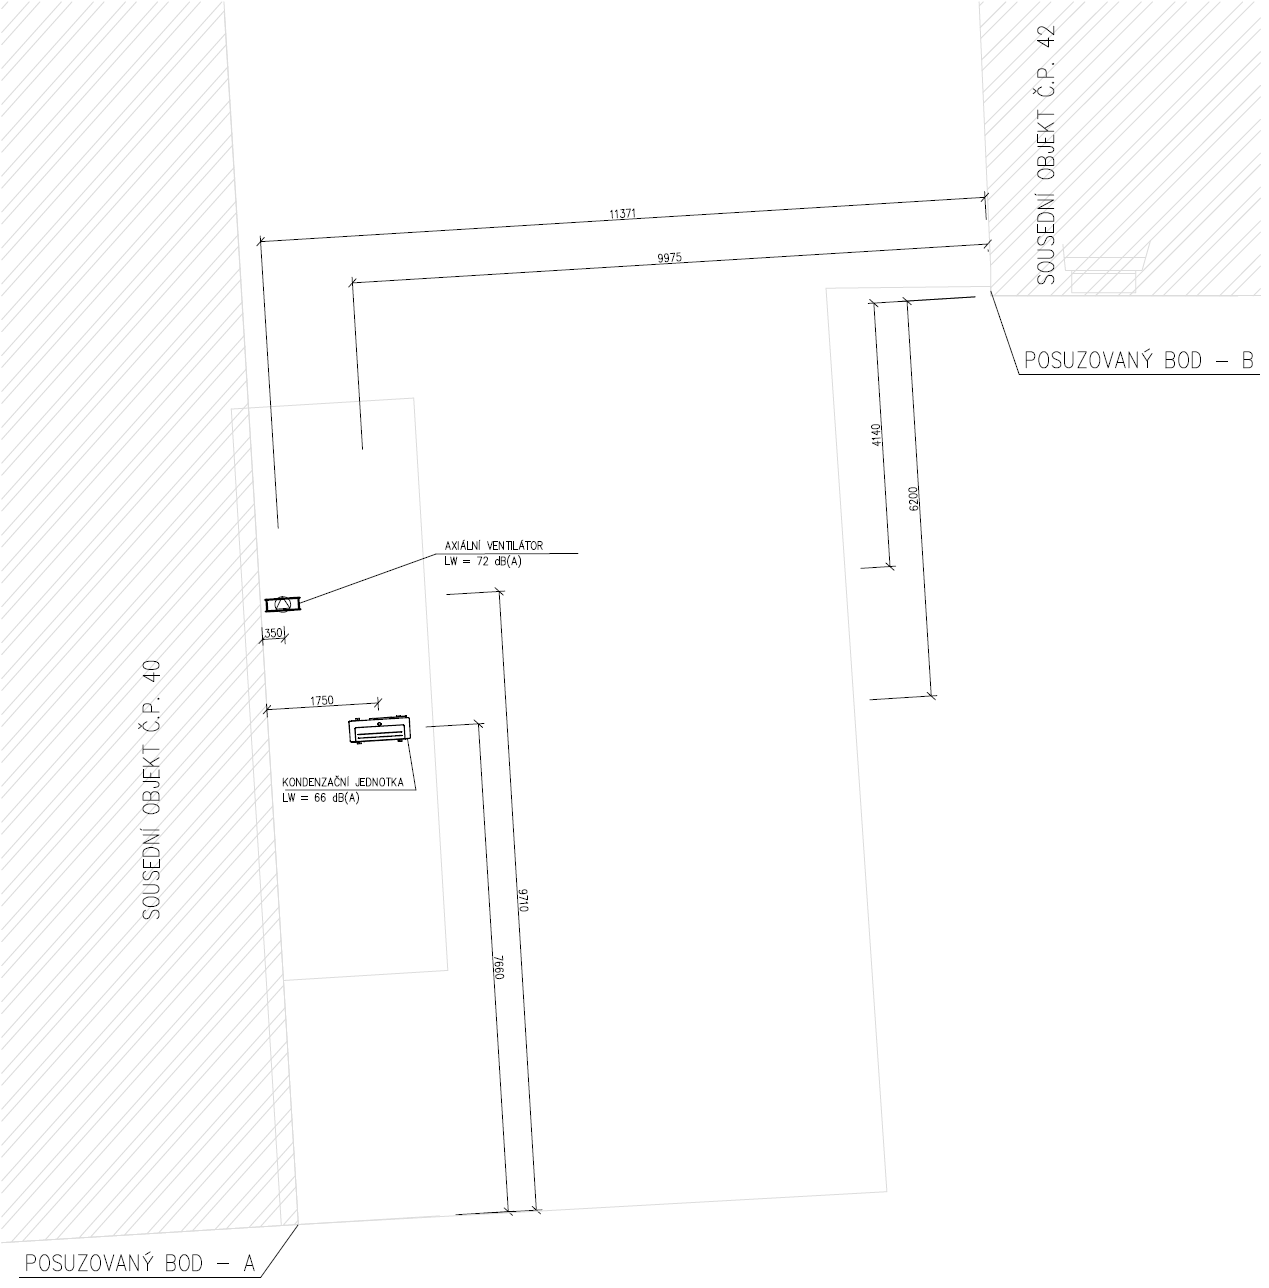 SOUSEDNÍ OBJEKT Č.P. 42
11371
9975
POSUZOVANÝ BOD – B
4140
6200
AXIÁLNÍ VENTILÁTOR
LW = 72 dB(A)
350
SOUSEDNÍ OBJEKT Č.P. 40
1750
KONDENZAČNÍ JEDNOTKA
LW = 66 dB(A)
9710
7660
POSUZOVANÝ BOD – A